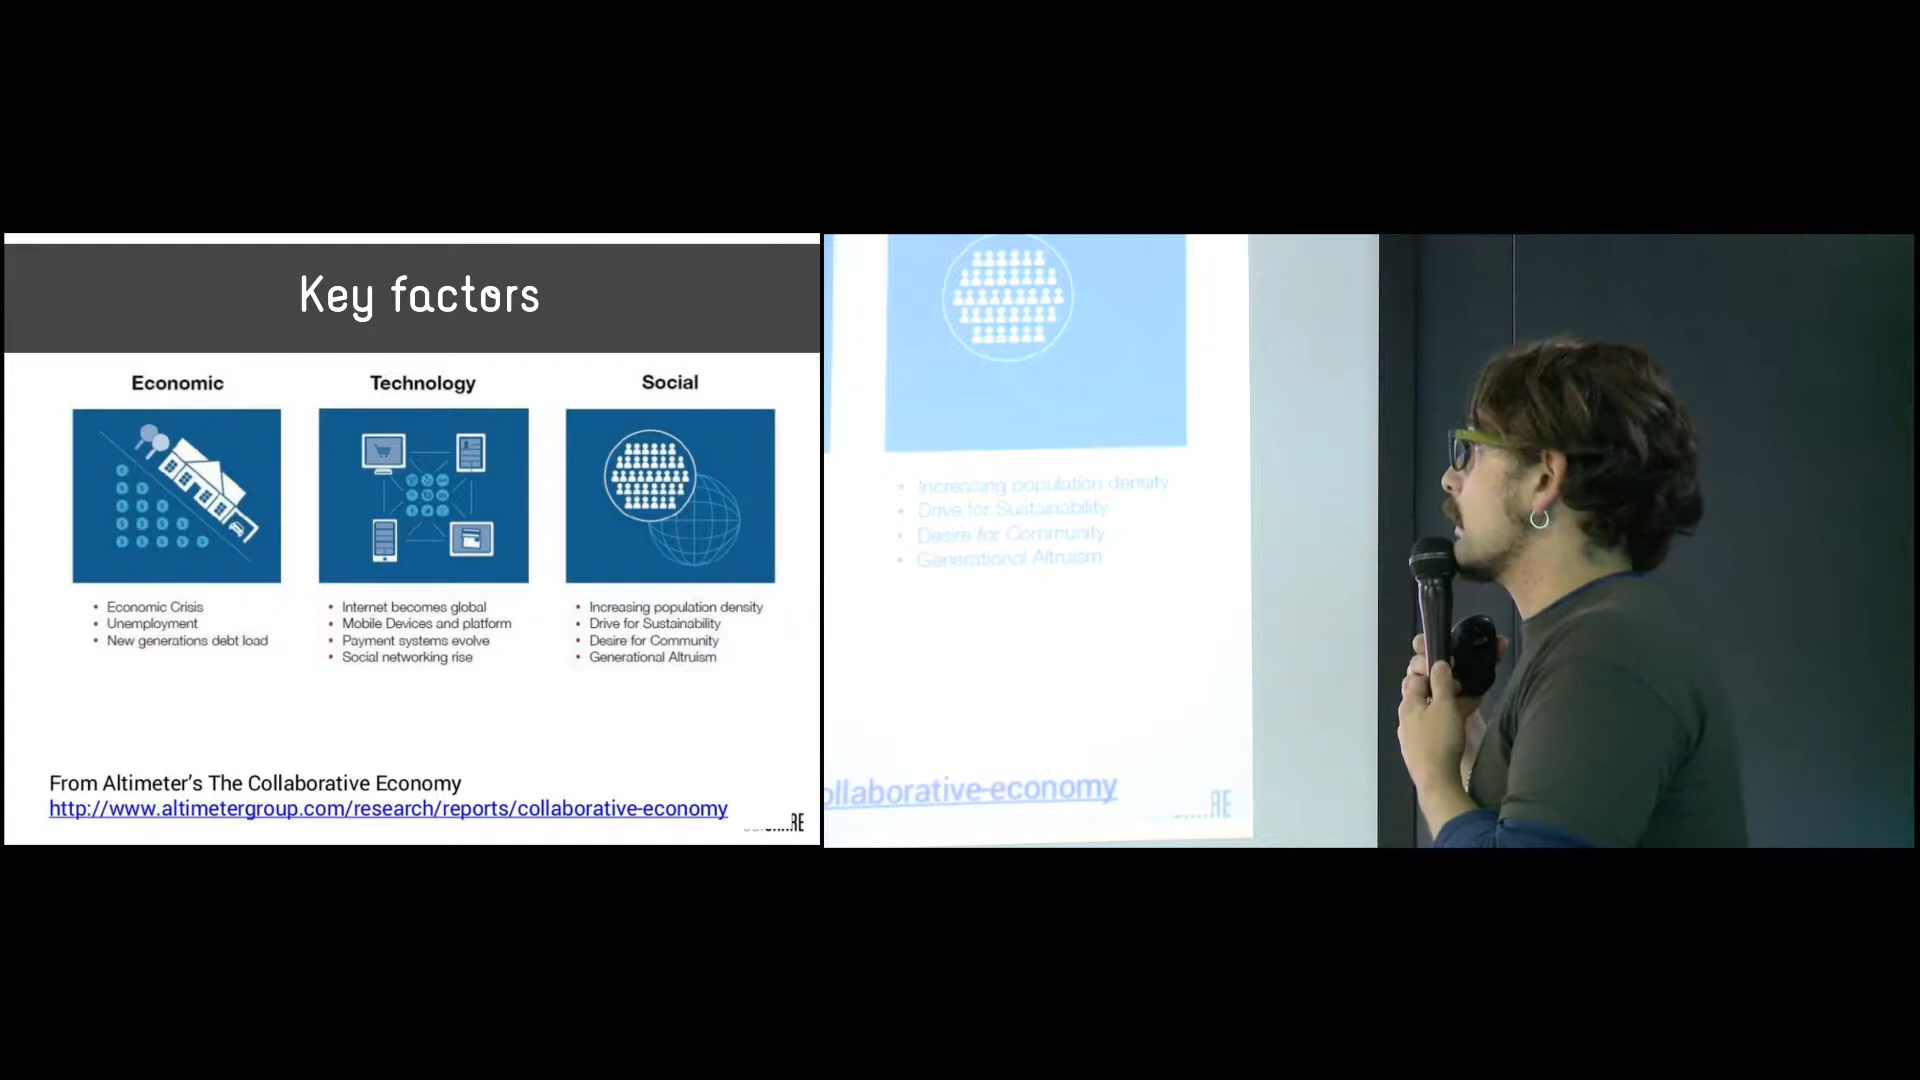 Key factors
Economic
Technology
Social
Economic Crisis
Unemployment
New generations debt load
Internet becomes global
Mobile Devices and platform
Payment systems evolve
Social networking rise
Increasing population density
Drive for Sustainability
Desire for Community
Generational Altruism
From Altimeter's The Collaborative Economy
http://www.altimetergroup.com/research/reports/collaborative-economy
Increasing population density
Drive for Sustainability
Desire for Community
Generational Altruism
ollaborative-economy